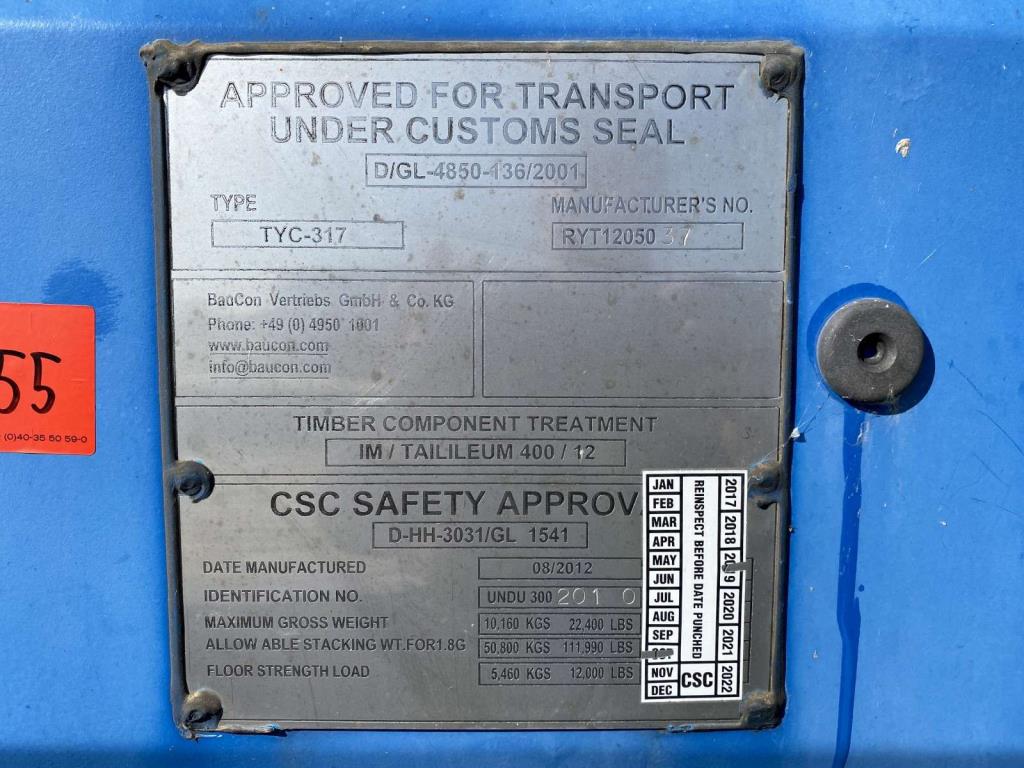 APPROVED FOR TRANSPORT
UNDER CUSTOMS SEAL
D/GL-4850-136/2001
TYPE MANUFACTURER'S NO.
TYC-317 RYT12050 37
BauCon Vertriebs GmbH & Co. KG
Phone: +49 (0) 4950 1001
www.baucon.com
info@baucon.com
TIMBER COMPONENT TREATMENT
IM / TAILILEUM 400 / 12
CSC SAFETY APPROV
D-HH-3031/GL 1541
DATE MANUFACTURED 08/2012
IDENTIFICATION NO. UNDU 300 201 0
MAXIMUM GROSS WEIGHT 10,160 KGS 22,400 LBS
ALLOW ABLE STACKING WT.FOR1.8G 50,800 KGS 111,990 LBS
FLOOR STRENGTH LOAD 5,460 KGS 12,000 LBS
JAN
FEB
MAR
APR
MAY
JUN
JUL
AUG
SEP
NOV
DEC
REINSPECT BEFORE DATE PUNCHED
CSC
2017 2018 2019 2020 2021 2022
55
(0)40-35 50 59-0